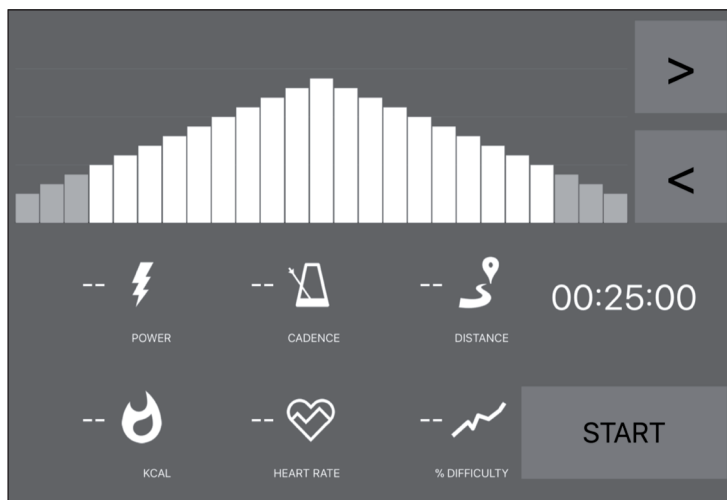 >
<
-- -- -- 00:25:00
POWER CADENCE DISTANCE
-- -- -- START
KCAL HEART RATE % DIFFICULTY